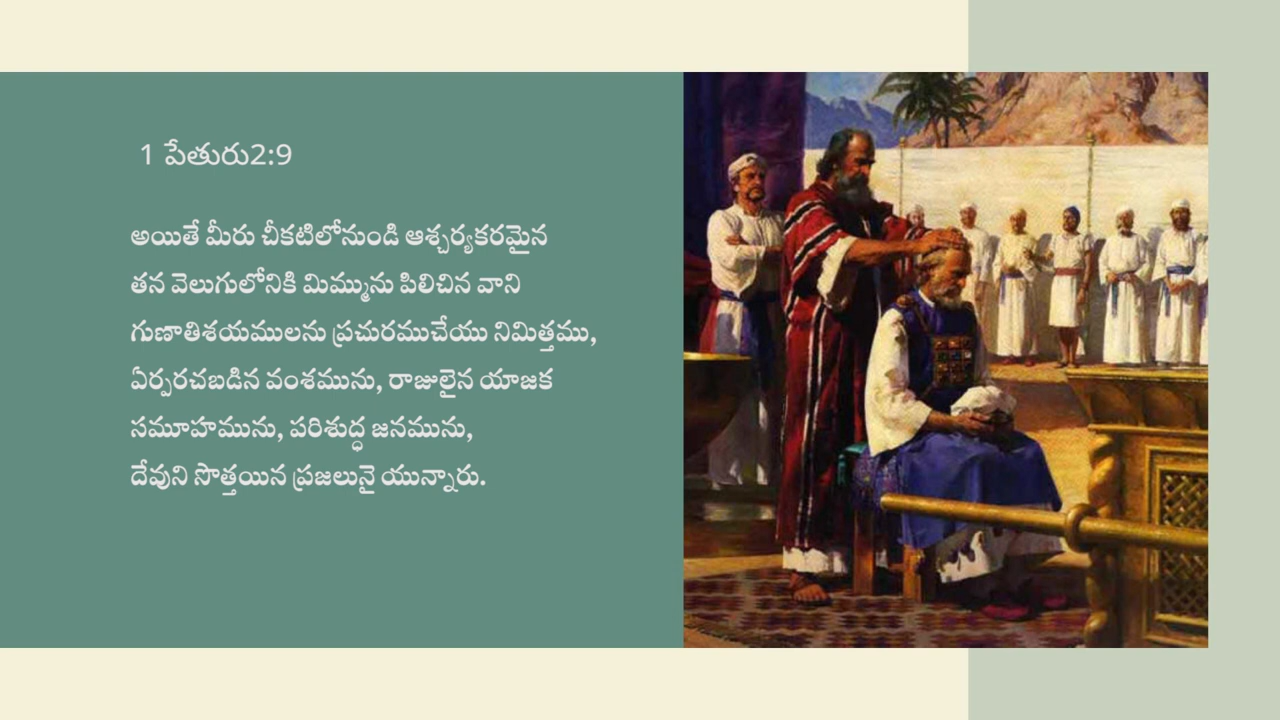 1 పేతురు2:9
అయితే మీరు చీకటిలోనుండి ఆశ్చర్యకరమైన
తన వెలుగులోనికి మిమ్మును పిలిచిన వాని
గుణాతిశయములను ప్రచురముచేయు నిమిత్తము,
ఏర్పరచబడిన వంశమును, రాజులైన యాజక
సమూహమును, పరిశుద్ధ జనమును,
దేవుని సొత్తయిన ప్రజలునై యున్నారు.